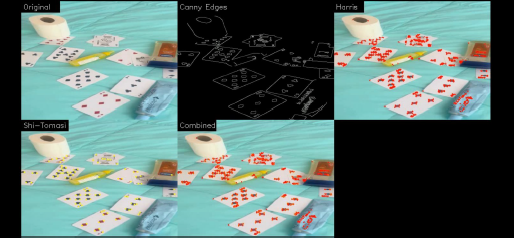 Original
Canny Edges
Harris
Shi-Tomasi
Combined